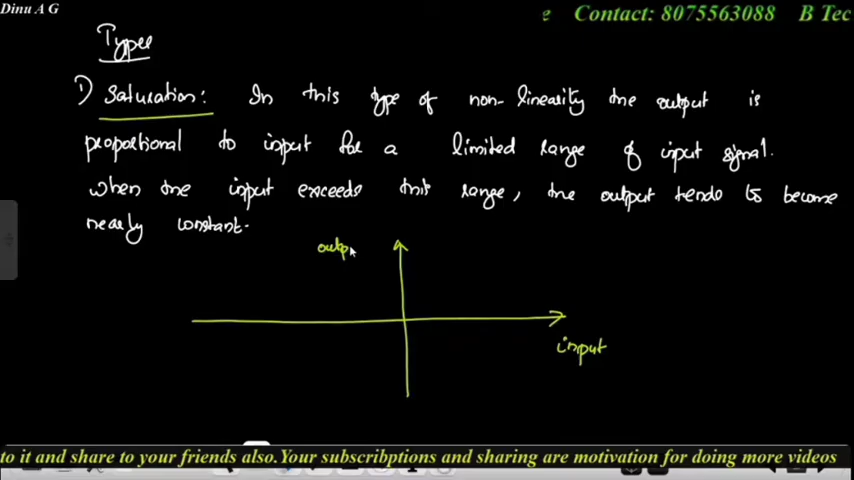 Dinu A G
e Contact: 8075563088 B Tec
Types
1) Saturation: In this type of non-linearity the output is
proportional to input for a limited range of input signal.
When the input exceeds this range, the output tends to become
nearly constant.
outp
input
to it and share to your friends also. Your subscribptions and sharing are motivation for doing more videos